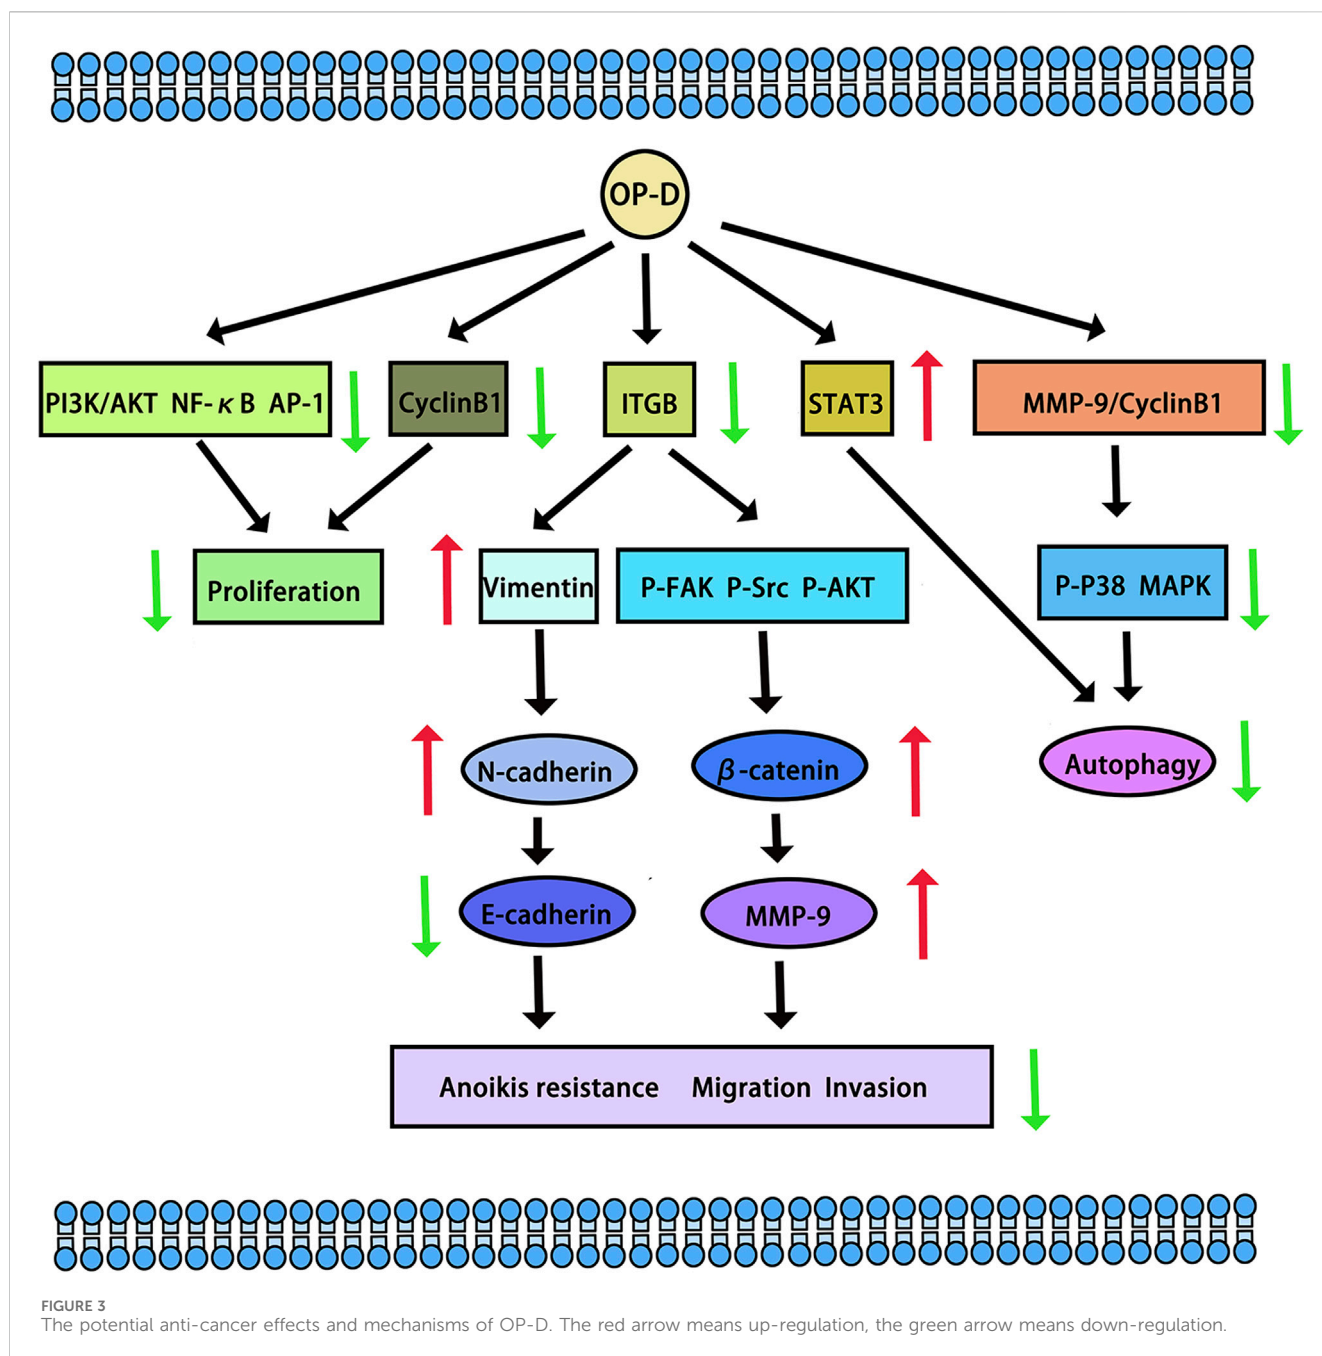 OP-D
PI3K/AKT NF-κB AP-1
CyclinB1
ITGB
STAT3
MMP-9/CyclinB1
Proliferation
Vimentin
P-FAK P-Src P-AKT
P-P38 MAPK
N-cadherin
β-catenin
Autophagy
E-cadherin
MMP-9
Anoikis resistance Migration Invasion
FIGURE 3
The potential anti-cancer effects and mechanisms of OP-D. The red arrow means up-regulation, the green arrow means down-regulation.